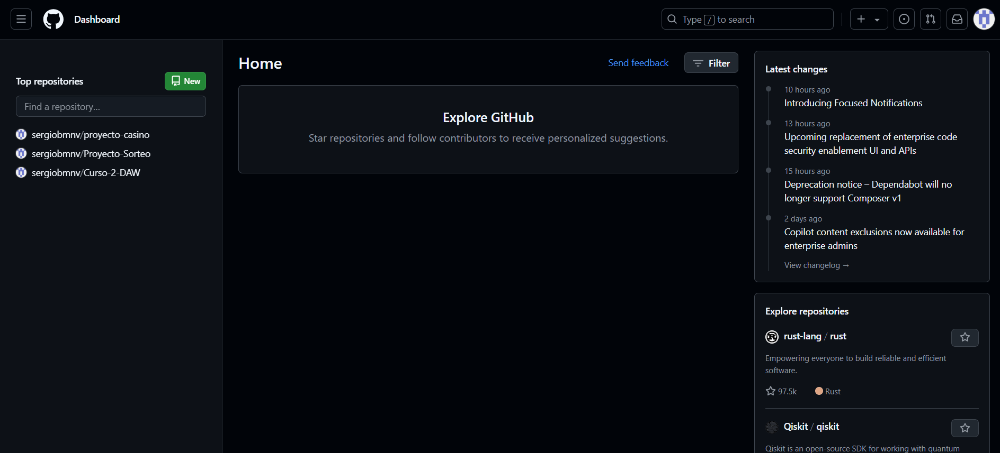 Dashboard
Type / to search
Top repositories
New
Find a repository...
sergiobmnv/proyecto-casino
sergiobmnv/Proyecto-Sorteo
sergiobmnv/Curso-2-DAW
Home
Send feedback
Filter
Explore GitHub
Star repositories and follow contributors to receive personalized suggestions.
Latest changes
10 hours ago
Introducing Focused Notifications
13 hours ago
Upcoming replacement of enterprise code
security enablement UI and APIs
15 hours ago
Deprecation notice – Dependabot will no
longer support Composer v1
2 days ago
Copilot content exclusions now available for
enterprise admins
View changelog →
Explore repositories
rust-lang / rust
Empowering everyone to build reliable and efficient
software.
97.5k
Rust
Qiskit / qiskit
Qiskit is an open-source SDK for working with quantum